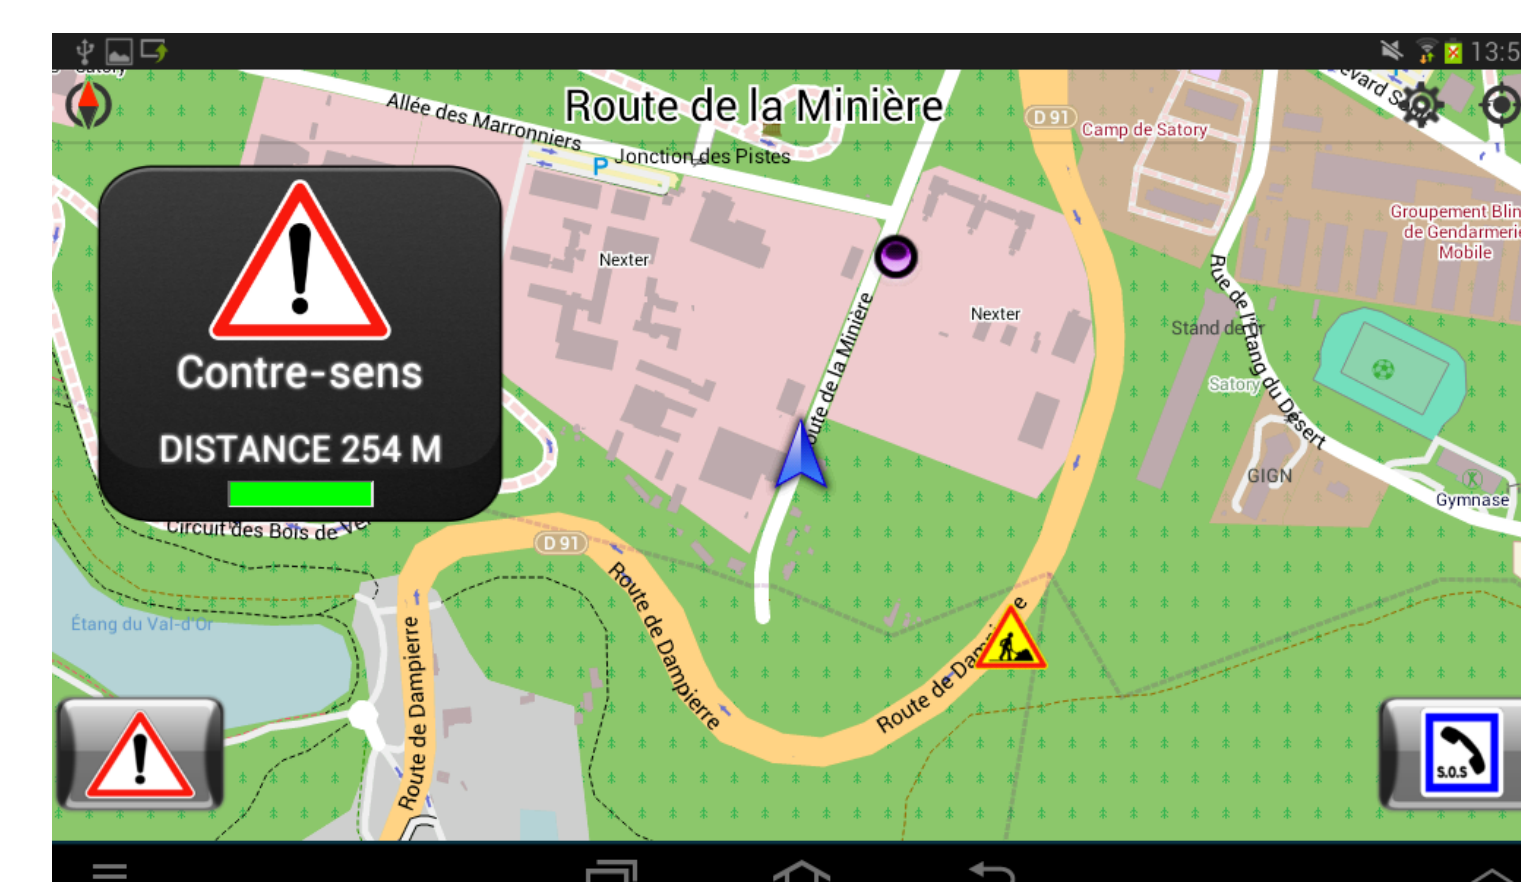 13:5
Satory
Allée des Marronniers
Route de la Minière
D 91
Camp de Satory
P
Jonction des Pistes
Groupement Blin
de Gendarmerie
Mobile
Nexter
Nexter
Route de la Minière
Rue de l'Étang du Désert
Stand de tir
Satory
Contre-sens
DISTANCE 254 M
GIGN
Gymnase
Circuit des Bois de
D 91
Étang du Val-d'Or
Route de Dampierre
Route de Dampierre
Route de Dampierre
S.O.S